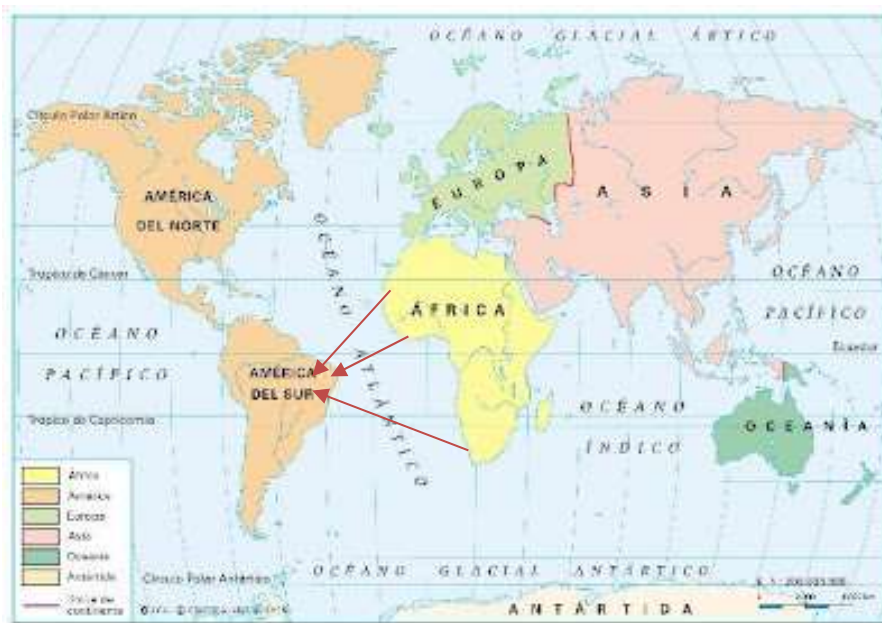 OCÉANO GLACIAL ÁRTICO
Círculo Polar Ártico
AMÉRICA
DEL NORTE
EUROPA
ASIA
OCÉANO ATLÁNTICO
Trópico de Cáncer
ÁFRICA
OCÉANO
PACÍFICO
OCÉANO
PACÍFICO
Ecuador
AMÉRICA
DEL SUR
Trópico de Capricornio
OCÉANO
ÍNDICO
OCEANÍA
África
América
Europa
Asia
Oceanía
Antártida
Límite de
continente
Círculo Polar Antártico
OCÉANO GLACIAL ANTÁRTICO
ANTÁRTIDA